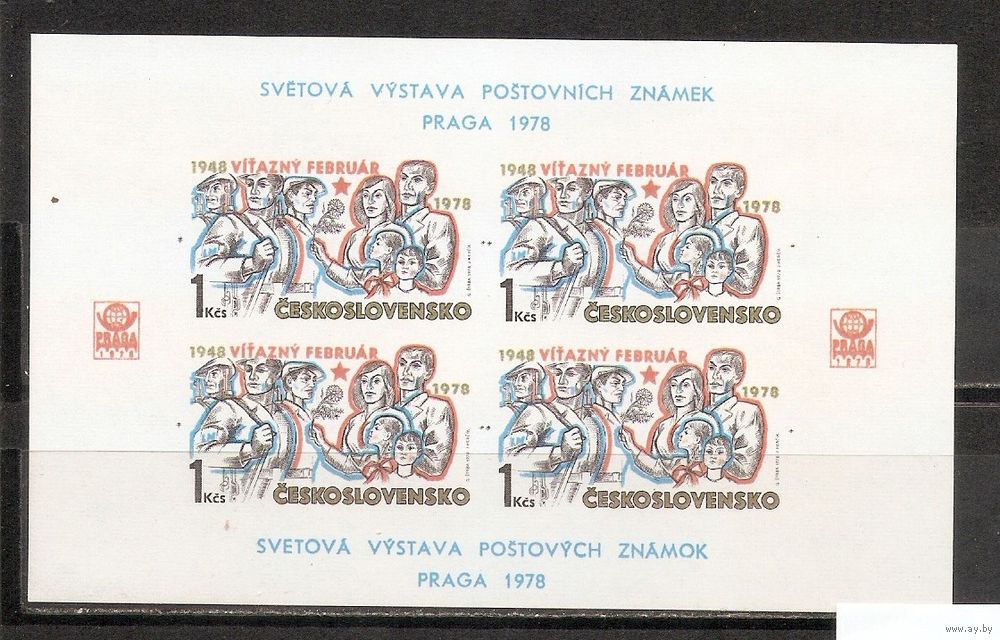 SVĚTOVÁ VÝSTAVA POŠTOVNÍCH ZNÁMEK
PRAGA 1978
1948 VÍŤAZNÝ FEBRUÁR
1978
1 Kčs ČESKOSLOVENSKO
1948 VÍŤAZNÝ FEBRUÁR
1978
1 Kčs ČESKOSLOVENSKO
PRAGA
1978
PRAGA
1978
1948 VÍŤAZNÝ FEBRUÁR
1978
1 Kčs ČESKOSLOVENSKO
1948 VÍŤAZNÝ FEBRUÁR
1978
1 Kčs ČESKOSLOVENSKO
SVETOVÁ VÝSTAVA POŠTOVÝCH ZNÁMOK
PRAGA 1978
www.ay.by